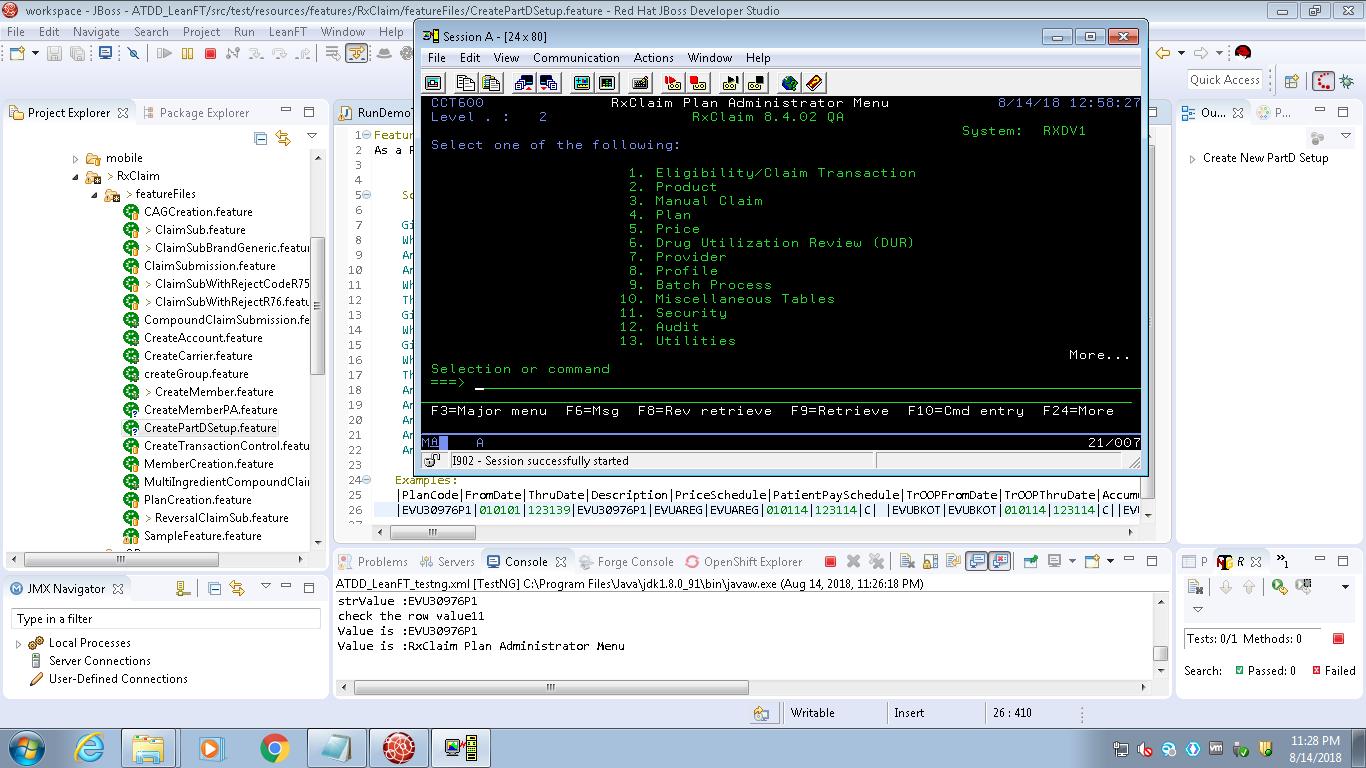 workspace - JBoss - ATDD_LeanFT/src/test/resources/features/RxClaim/featureFiles/CreatePartDSetup.feature - Red Hat JBoss Developer Studio
File Edit Navigate Search Project Run LeanFT Window Help
Quick Access
Project Explorer
Package Explorer
mobile
> RxClaim
> featureFiles
CAGCreation.feature
> ClaimSub.feature
> ClaimSubBrandGeneric.featur
ClaimSubmission.feature
> ClaimSubWithRejectCodeR75
> ClaimSubWithRejectR76.featu
CompoundClaimSubmission.fe
CreateAccount.feature
CreateCarrier.feature
createGroup.feature
> CreateMember.feature
CreateMemberPA.feature
CreatePartDSetup.feature
CreateTransactionControl.featu
MemberCreation.feature
MultiIngredientCompoundClai
PlanCreation.feature
> ReversalClaimSub.feature
SampleFeature.feature
JMX Navigator
Type in a filter
Local Processes
Server Connections
User-Defined Connections
RunDemoT
1 Featur
2 As a R
3
4
5 Sc
6
7 Gi
8 Wh
9 An
10 An
11 Wh
12 Th
13 Gi
14 Wh
15 Gi
16 Wh
17 Th
18 An
19 An
20 An
21 An
22 An
23
24 Examples:
25 |PlanCode|FromDate|ThruDate|Description|PriceSchedule|PatientPaySchedule|TrOOPFromDate|TrOOPThruDate|Accum
26 |EVU30976P1|010101|123139|EVU30976P1|EVUAREG|EVUAREG|010114|123114|C| |EVUBKOT|EVUBKOT|010114|123114|C||EVU
27
Session A - [24 x 80]
File Edit View Communication Actions Window Help
CCT600 RxClaim Plan Administrator Menu 8/14/18 12:58:27
Level . : 2 RxClaim 8.4.02 QA
System: RXDV1
Select one of the following:
1. Eligibility/Claim Transaction
2. Product
3. Manual Claim
4. Plan
5. Price
6. Drug Utilization Review (DUR)
7. Provider
8. Profile
9. Batch Process
10. Miscellaneous Tables
11. Security
12. Audit
13. Utilities
More...
Selection or command
===>
F3=Major menu F6=Msg F8=Rev retrieve F9=Retrieve F10=Cmd entry F24=More
MA A 21/007
I902 - Session successfully started
Problems Servers Console Forge Console OpenShift Explorer
ATDD_LeanFT_testng.xml [TestNG] C:\Program Files\Java\jdk1.8.0_91\bin\javaw.exe (Aug 14, 2018, 11:26:18 PM)
strValue :EVU30976P1
check the row value11
Value is :EVU30976P1
Value is :RxClaim Plan Administrator Menu
Ou...
P...
Create New PartD Setup
P R »1
Tests: 0/1 Methods: 0
Search: Passed: 0 Failed
Writable Insert 26 : 410
11:28 PM
8/14/2018